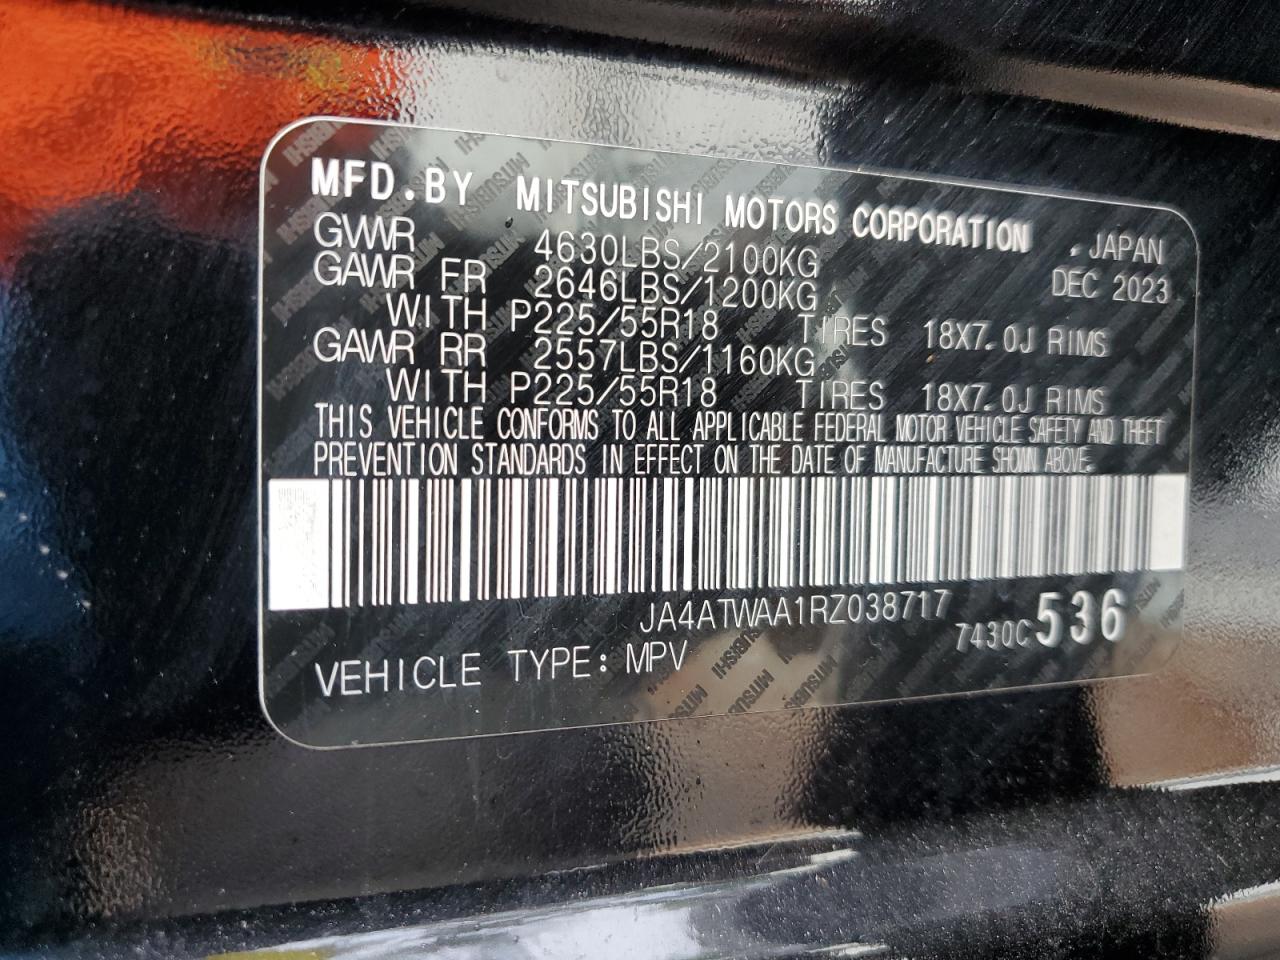 MFD.BY MITSUBISHI MOTORS CORPORATION , JAPAN
GVWR 4630LBS/2100KG DEC 2023
GAWR FR 2646LBS/1200KG
WITH P225/55R18 TIRES 18X7.0J RIMS
GAWR RR 2557LBS/1160KG
WITH P225/55R18 TIRES 18X7.0J RIMS
THIS VEHICLE CONFORMS TO ALL APPLICABLE FEDERAL MOTOR VEHICLE SAFETY AND THEFT
PREVENTION STANDARDS IN EFFECT ON THE DATE OF MANUFACTURE SHOWN ABOVE.
JA4ATWAA1RZ038717
7430C 536
VEHICLE TYPE: MPV